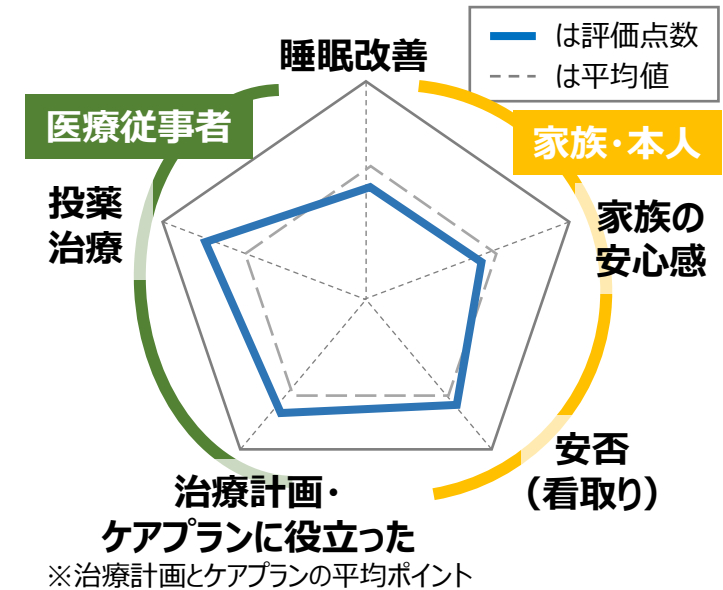 は評価点数
は平均値
睡眠改善
医療従事者
家族・本人
投薬
治療
家族の
安心感
安否
（看取り）
治療計画・
ケアプランに役立った
※治療計画とケアプランの平均ポイント